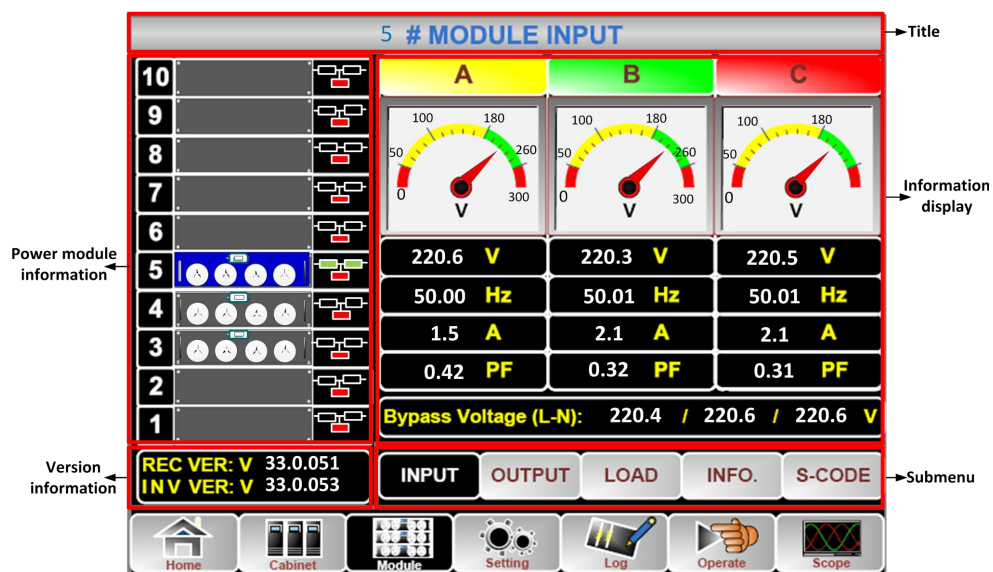 5 # MODULE INPUT
Title
10
9
8
7
6
5
4
3
2
1
Power module
information
A B C
0 50 100 180 260 300
V
0 50 100 180 260 300
V
0 50 100 180
V
Information
display
220.6 V 220.3 V 220.5 V
50.00 Hz 50.01 Hz 50.01 Hz
1.5 A 2.1 A 2.1 A
0.42 PF 0.32 PF 0.31 PF
Bypass Voltage (L-N): 220.4 / 220.6 / 220.6 V
Version
information
REC VER: V 33.0.051
INV VER: V 33.0.053
INPUT OUTPUT LOAD INFO. S-CODE
Submenu
Home Cabinet Module Setting Log Operate Scope